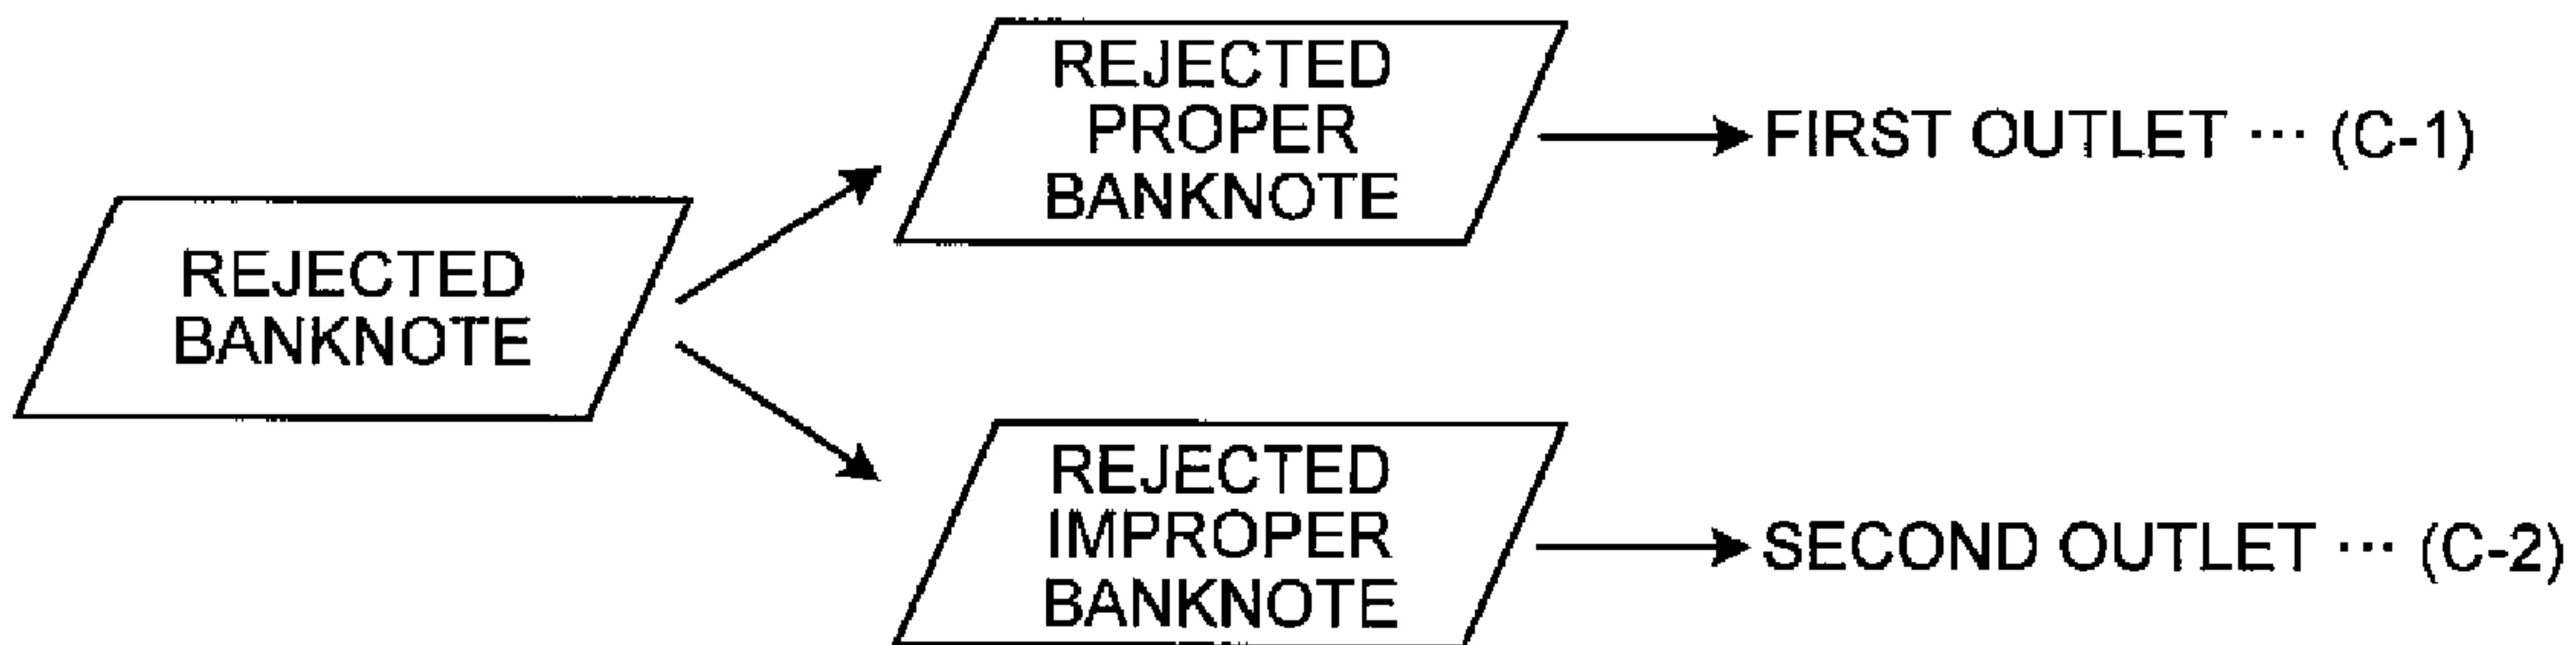 REJECTED
BANKNOTE
REJECTED
PROPER
BANKNOTE
FIRST OUTLET ··· (C-1)
REJECTED
IMPROPER
BANKNOTE
SECOND OUTLET ··· (C-2)